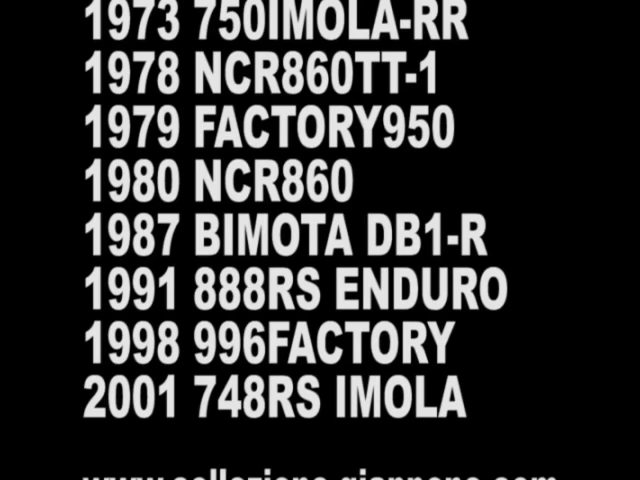 1973 750IMOLA-RR
1978 NCR860TT-1
1979 FACTORY950
1980 NCR860
1987 BIMOTA DB1-R
1991 888RS ENDURO
1998 996FACTORY
2001 748RS IMOLA